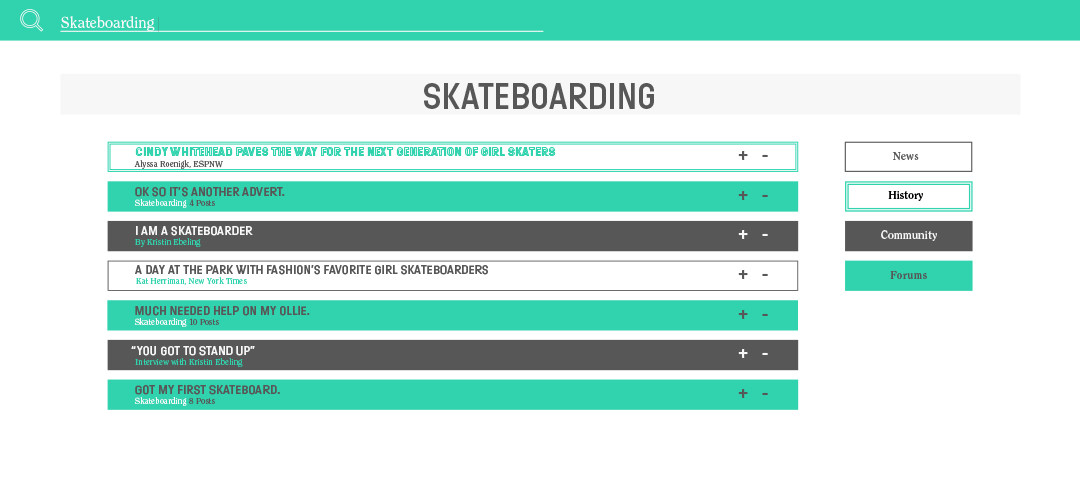 Skateboarding
SKATEBOARDING
CINDY WHITEHEAD PAVES THE WAY FOR THE NEXT GENERATION OF GIRL SKATERS
Alyssa Roenigk, ESPNW
+ -
OK SO IT'S ANOTHER ADVERT.
Skateboarding 4 Posts
+ -
I AM A SKATEBOARDER
By Kristin Ebeling
+ -
A DAY AT THE PARK WITH FASHION'S FAVORITE GIRL SKATEBOARDERS
Kat Herriman, New York Times
+ -
MUCH NEEDED HELP ON MY OLLIE.
Skateboarding 10 Posts
+ -
“YOU GOT TO STAND UP”
Interview with Kristin Ebeling
+ -
GOT MY FIRST SKATEBOARD.
Skateboarding 8 Posts
+ -
News
History
Community
Forums